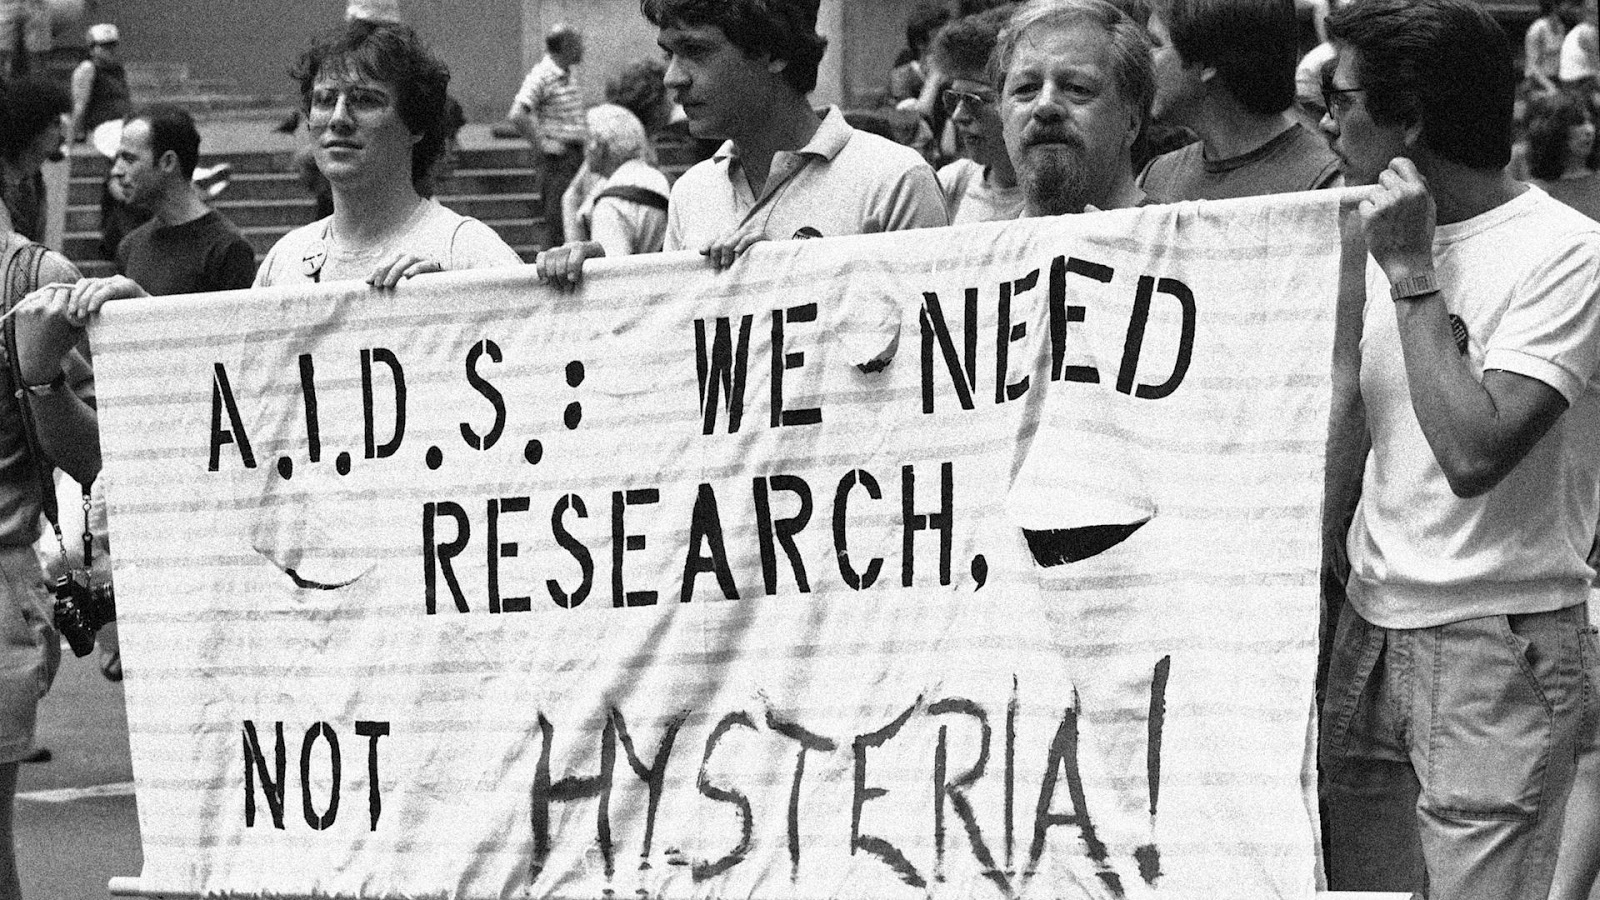 A.I.D.S.: WE NEED
RESEARCH,
NOT HYSTERIA!